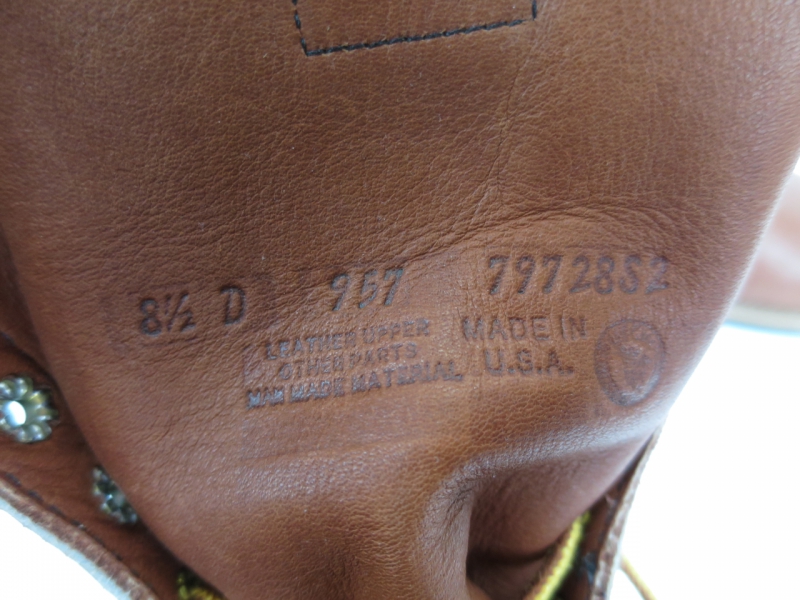 8½ D 957 7972852
LEATHER UPPER
OTHER PARTS
MAN MADE MATERIAL
MADE IN
U.S.A.